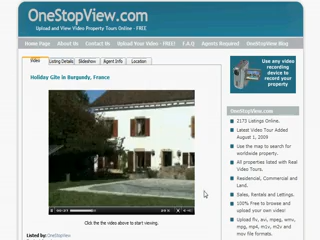 OneStopView.com
Upload and View Video Property Tours Online - FREE
Home Page
About Us
Contact Us
Upload Your Video - FREE!
F.A.Q
Agents Required
OneStopView Blog
Video
Listing Details
Slideshow
Agent Info
Location
Holiday Gite in Burgundy, France
Click the the video above to start viewing.
Listed by: OneStopView
Use any video
recording device
to record your
property
OneStopView.com
2173 Listings Online.
Latest Video Tour Added
August 1, 2009
Use the map to search for
worldwide property.
All properties listed with Real
Video Tours.
Residencial, Commercial and
Land.
Sales, Rentals and Lettings.
100% Free to browse and
upload your own video!
Upload flv, avi, mpeg, wmv,
mpg, mp4, m1v, m2v and
mov file formats.